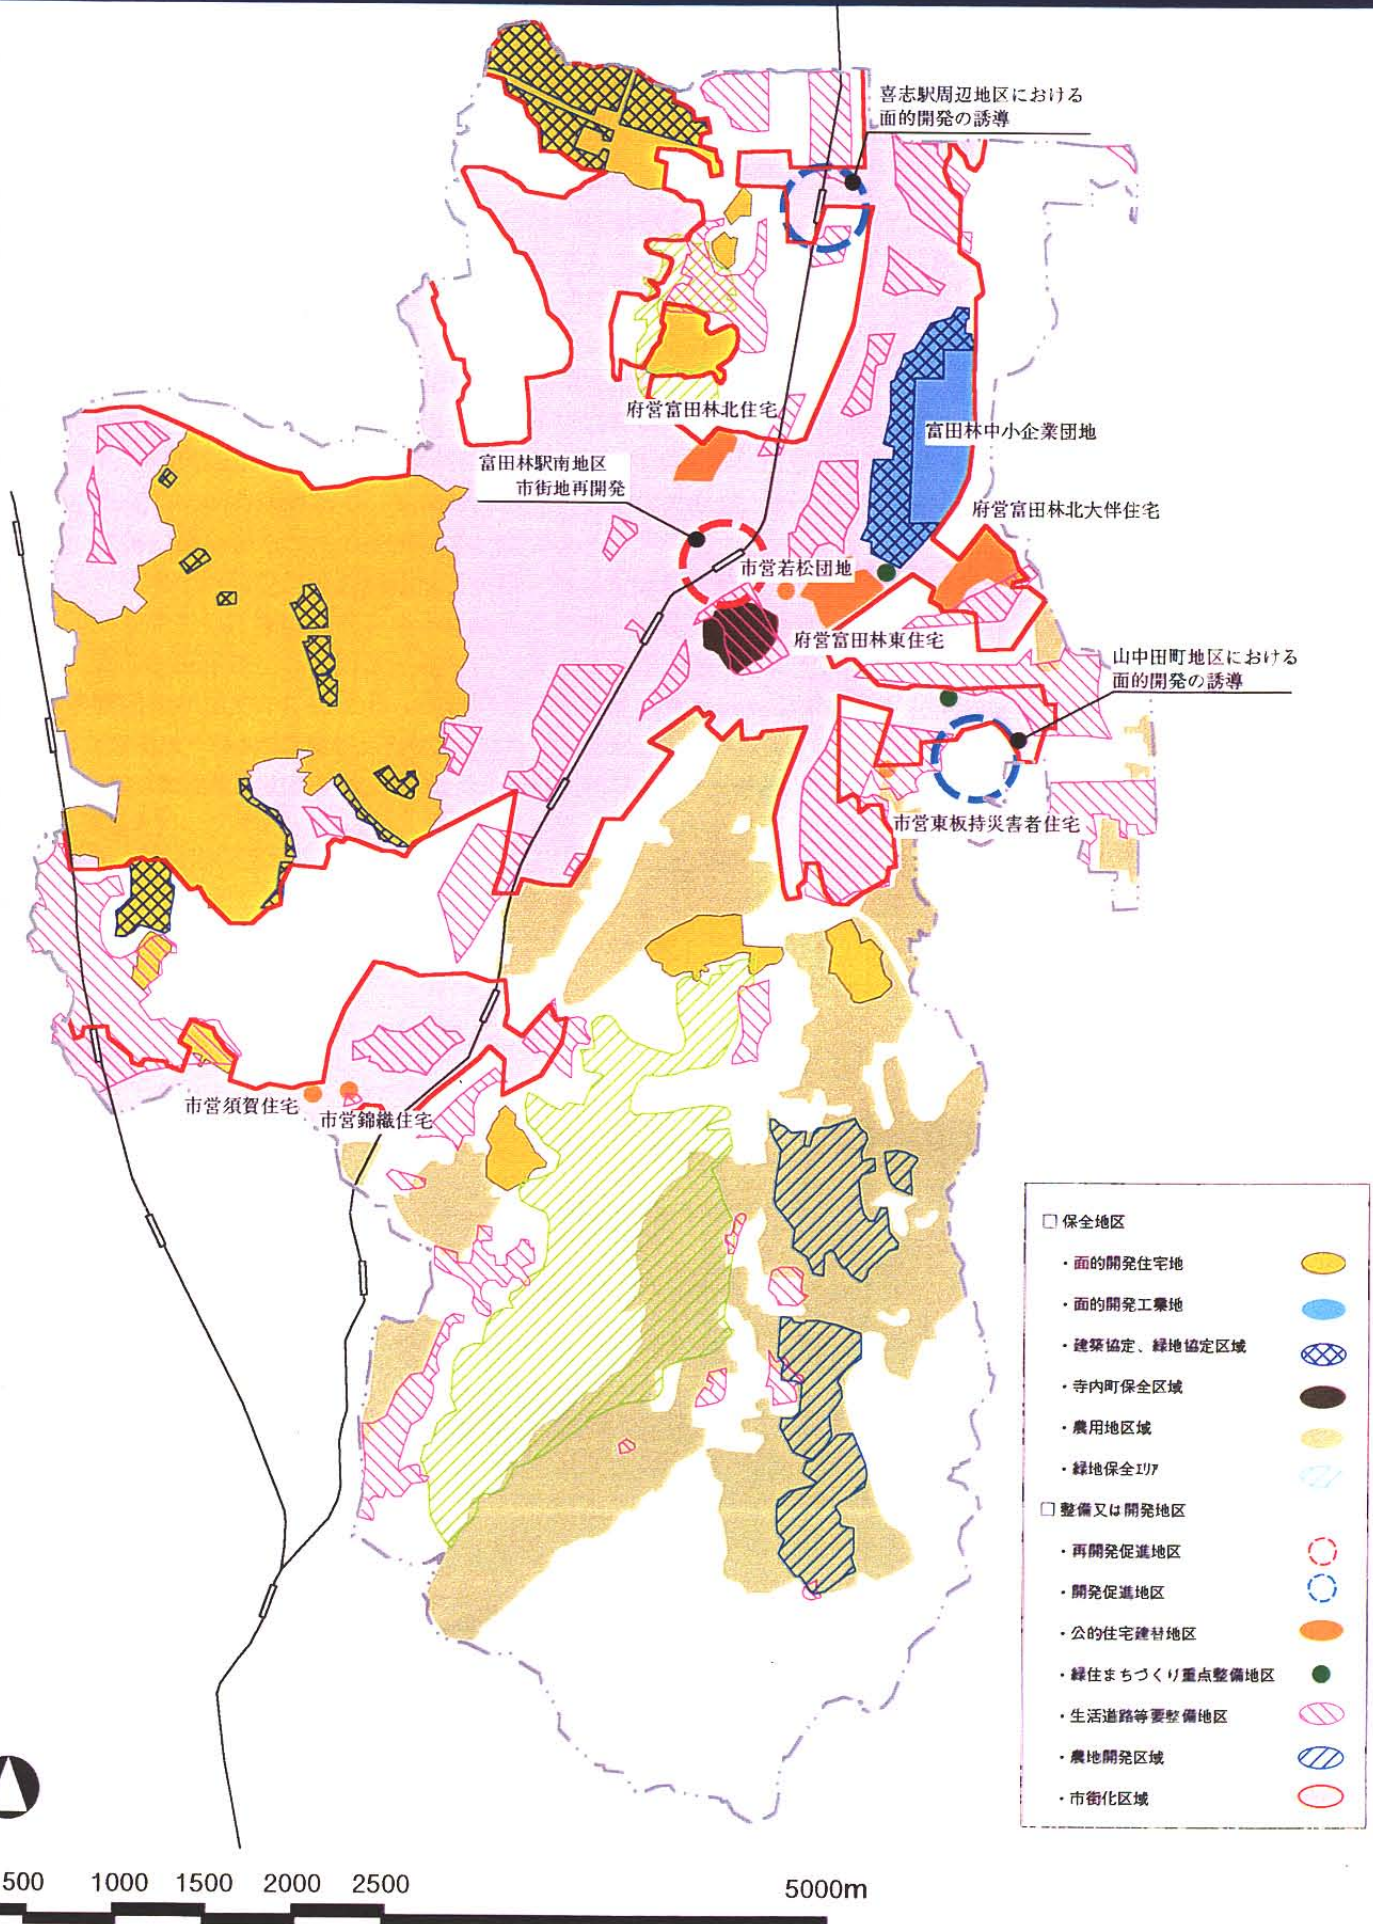 喜志駅周辺地区における
面的開発の誘導
府営富田林北住宅
富田林中小企業団地
富田林駅南地区
市街地再開発
府営富田林北大伴住宅
市営若松団地
府営富田林東住宅
山中田町地区における
面的開発の誘導
市営東板持災害者住宅
市営須賀住宅
市営錦織住宅
□ 保全地区
・面的開発住宅地
・面的開発工業地
・建築協定、緑地協定区域
・寺内町保全区域
・農用地区域
・緑地保全エリア
□ 整備又は開発地区
・再開発促進地区
・開発促進地区
・公的住宅建替地区
・緑住まちづくり重点整備地区
・生活道路等要整備地区
・農地開発区域
・市街化区域
500 1000 1500 2000 2500 5000m